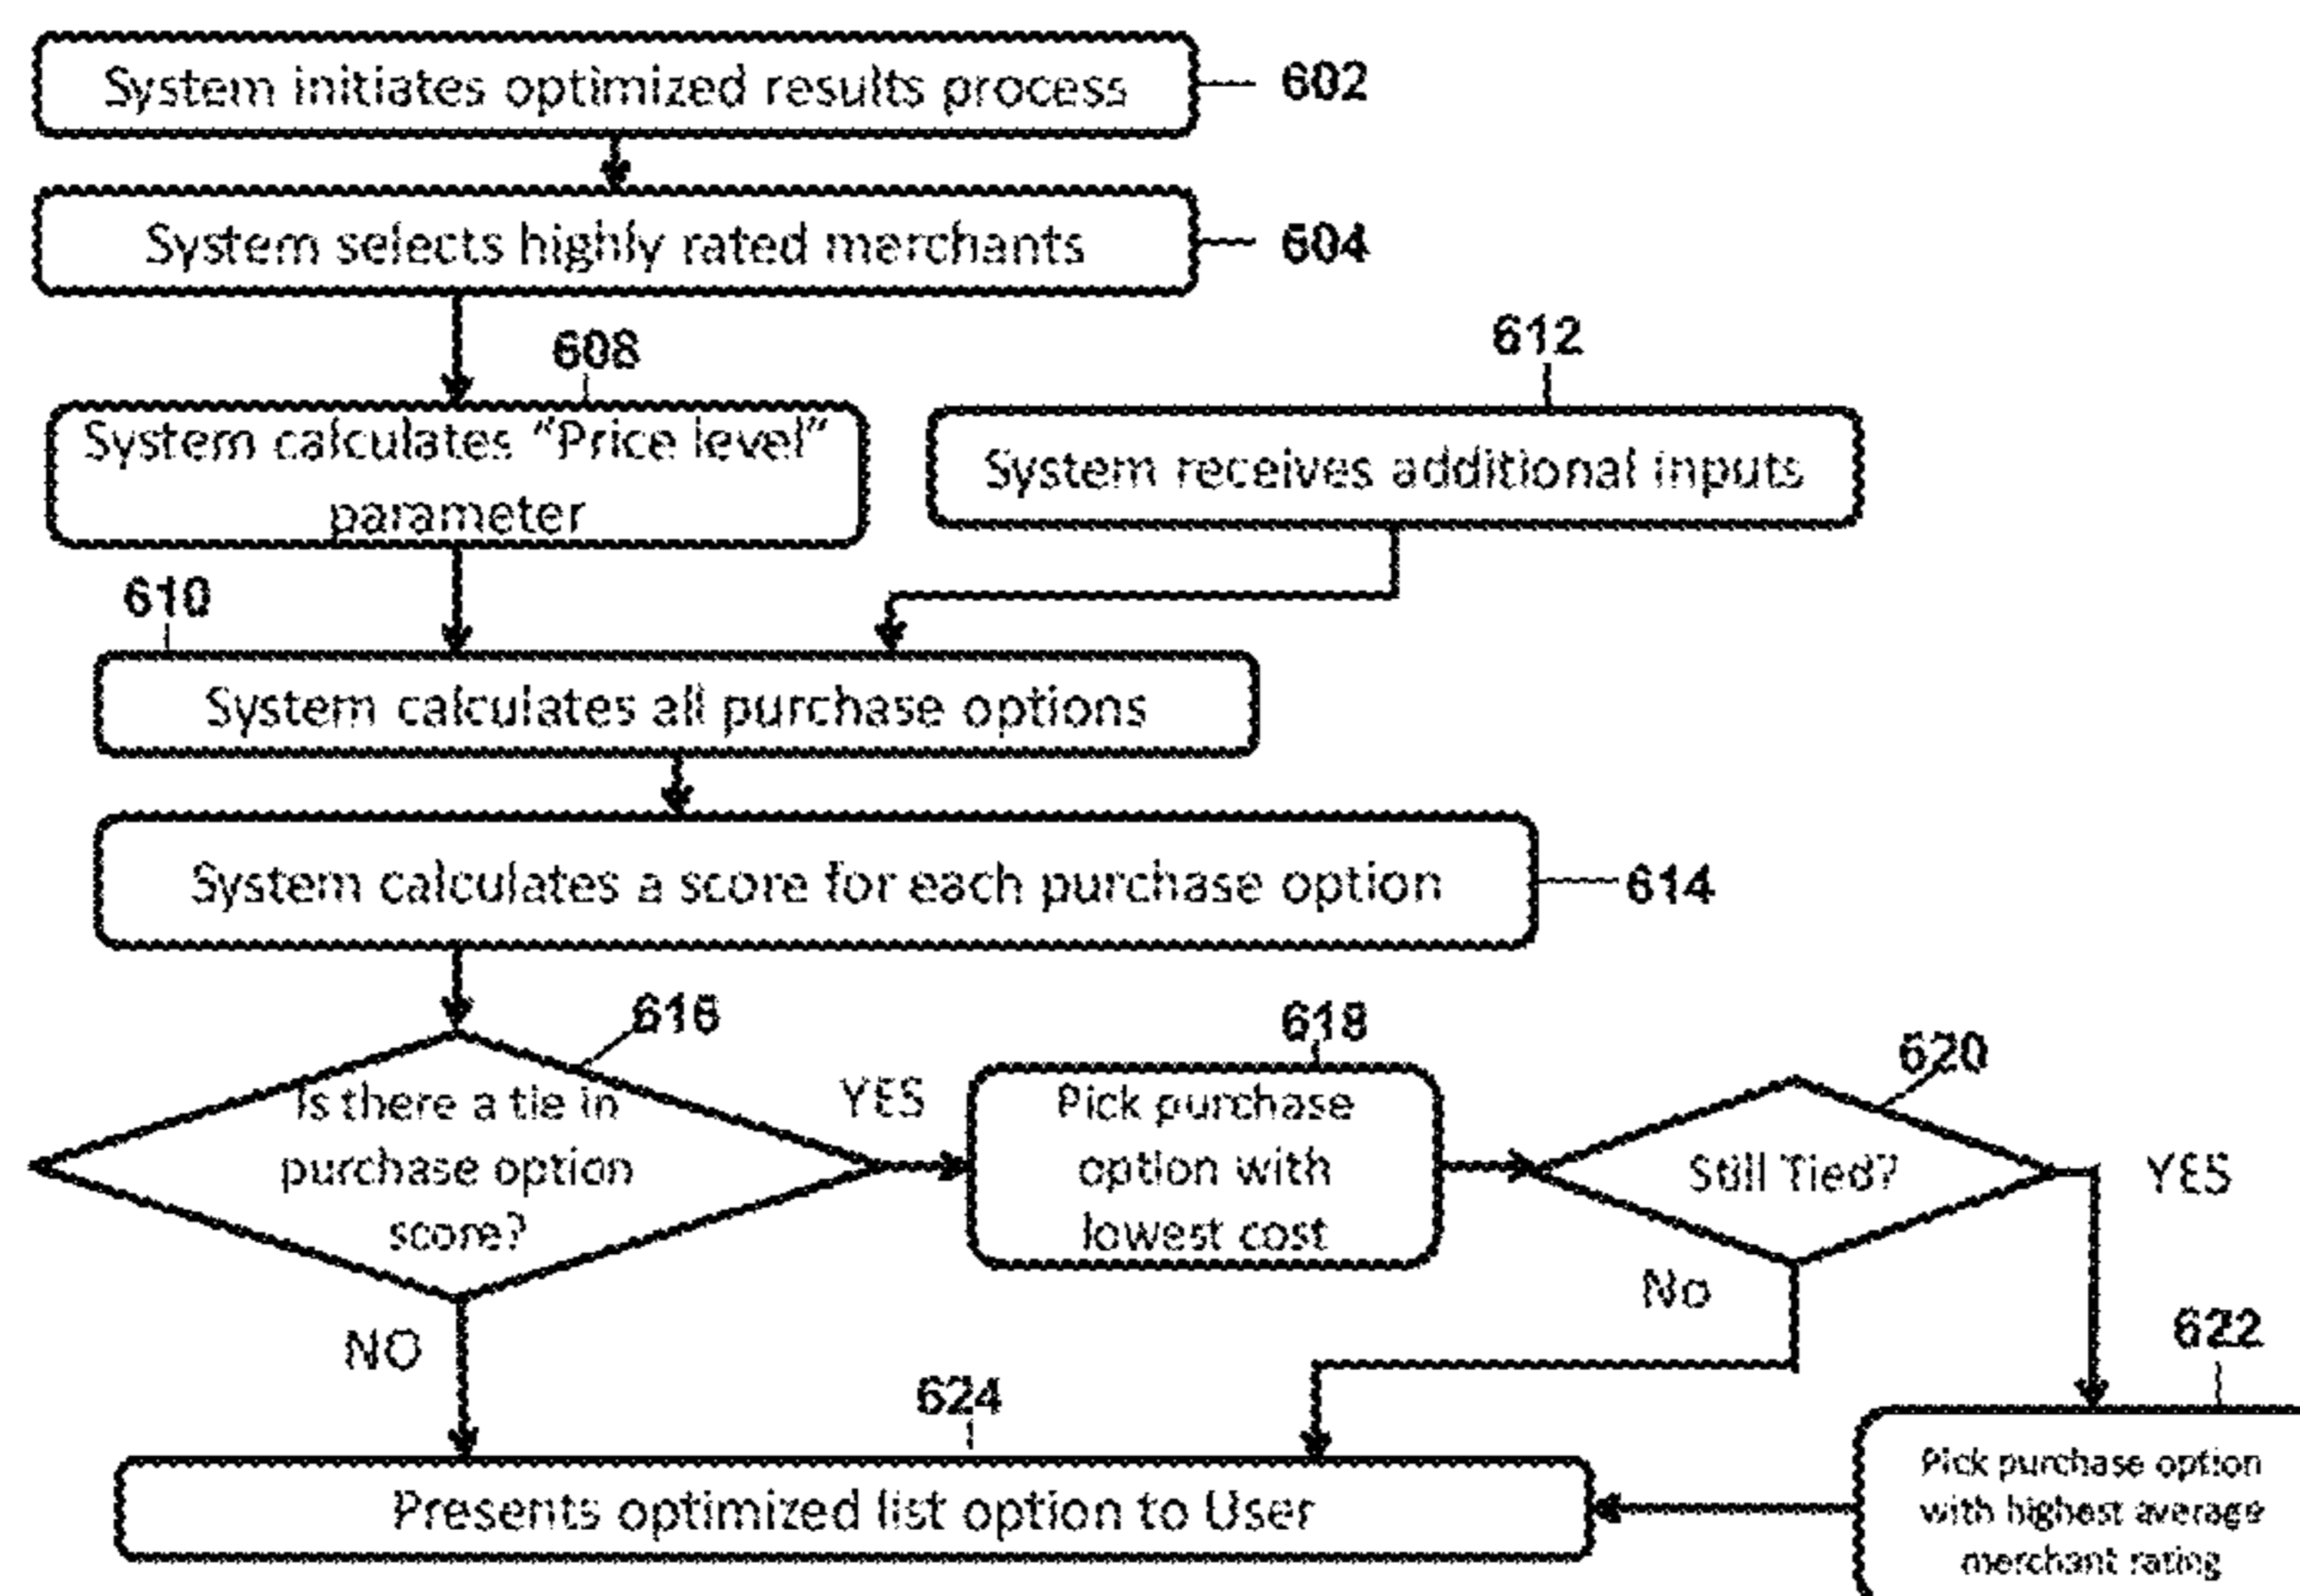 System initiates optimized results process
602
System selects highly rated merchants
604
608
612
System calculates "Price level"
parameter
System receives additional inputs
610
System calculates all purchase options
System calculates a score for each purchase option
614
616
618
620
Is there a tie in
purchase option
score?
YES
Pick purchase
option with
lowest cost
Still Tied?
YES
No
NO
622
624
Presents optimized list option to User
Pick purchase option
with highest average
merchant rating